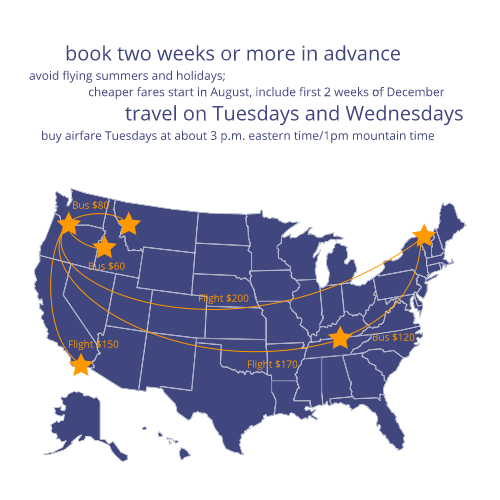 book two weeks or more in advance
avoid flying summers and holidays;
cheaper fares start in August, include first 2 weeks of December
travel on Tuesdays and Wednesdays
buy airfare Tuesdays at about 3 p.m. eastern time/1pm mountain time
Bus $80
Bus $60
Flight $200
Flight $150
Bus $120
Flight $170